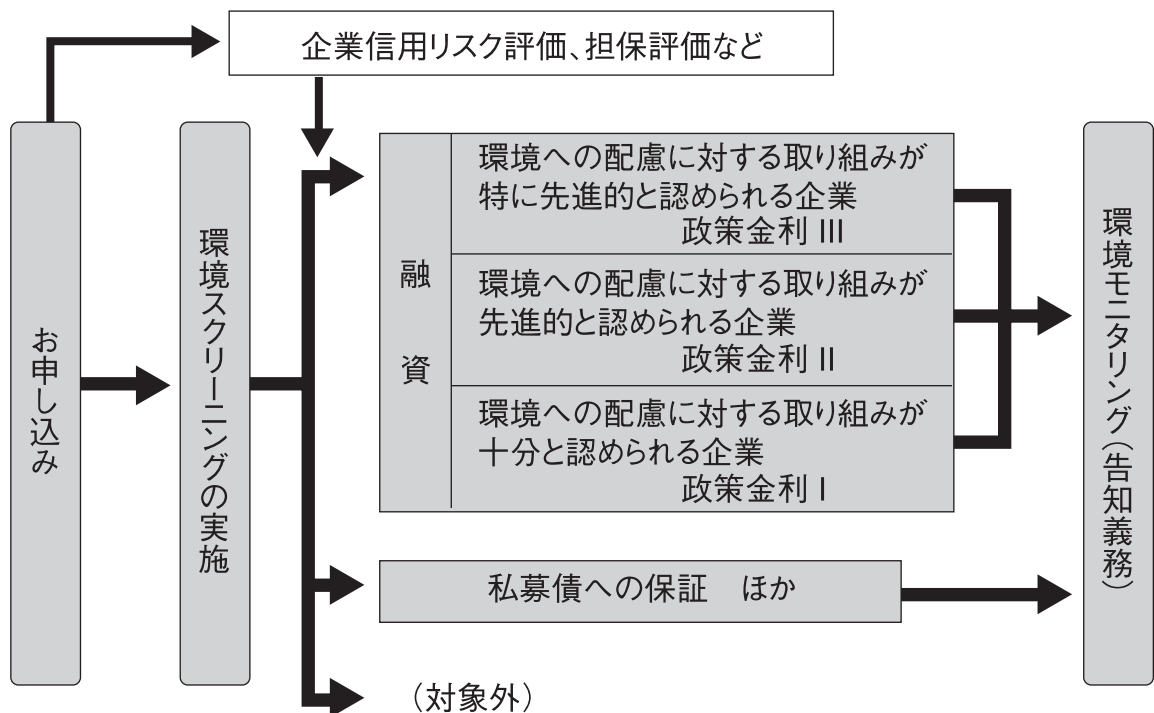 企業信用リスク評価、担保評価など
お申し込み
環境スクリーニングの実施
融資
環境への配慮に対する取り組みが
特に先進的と認められる企業
政策金利 III
環境への配慮に対する取り組みが
先進的と認められる企業
政策金利 II
環境への配慮に対する取り組みが
十分と認められる企業
政策金利 I
私募債への保証　ほか
（対象外）
環境モニタリング（告知義務）